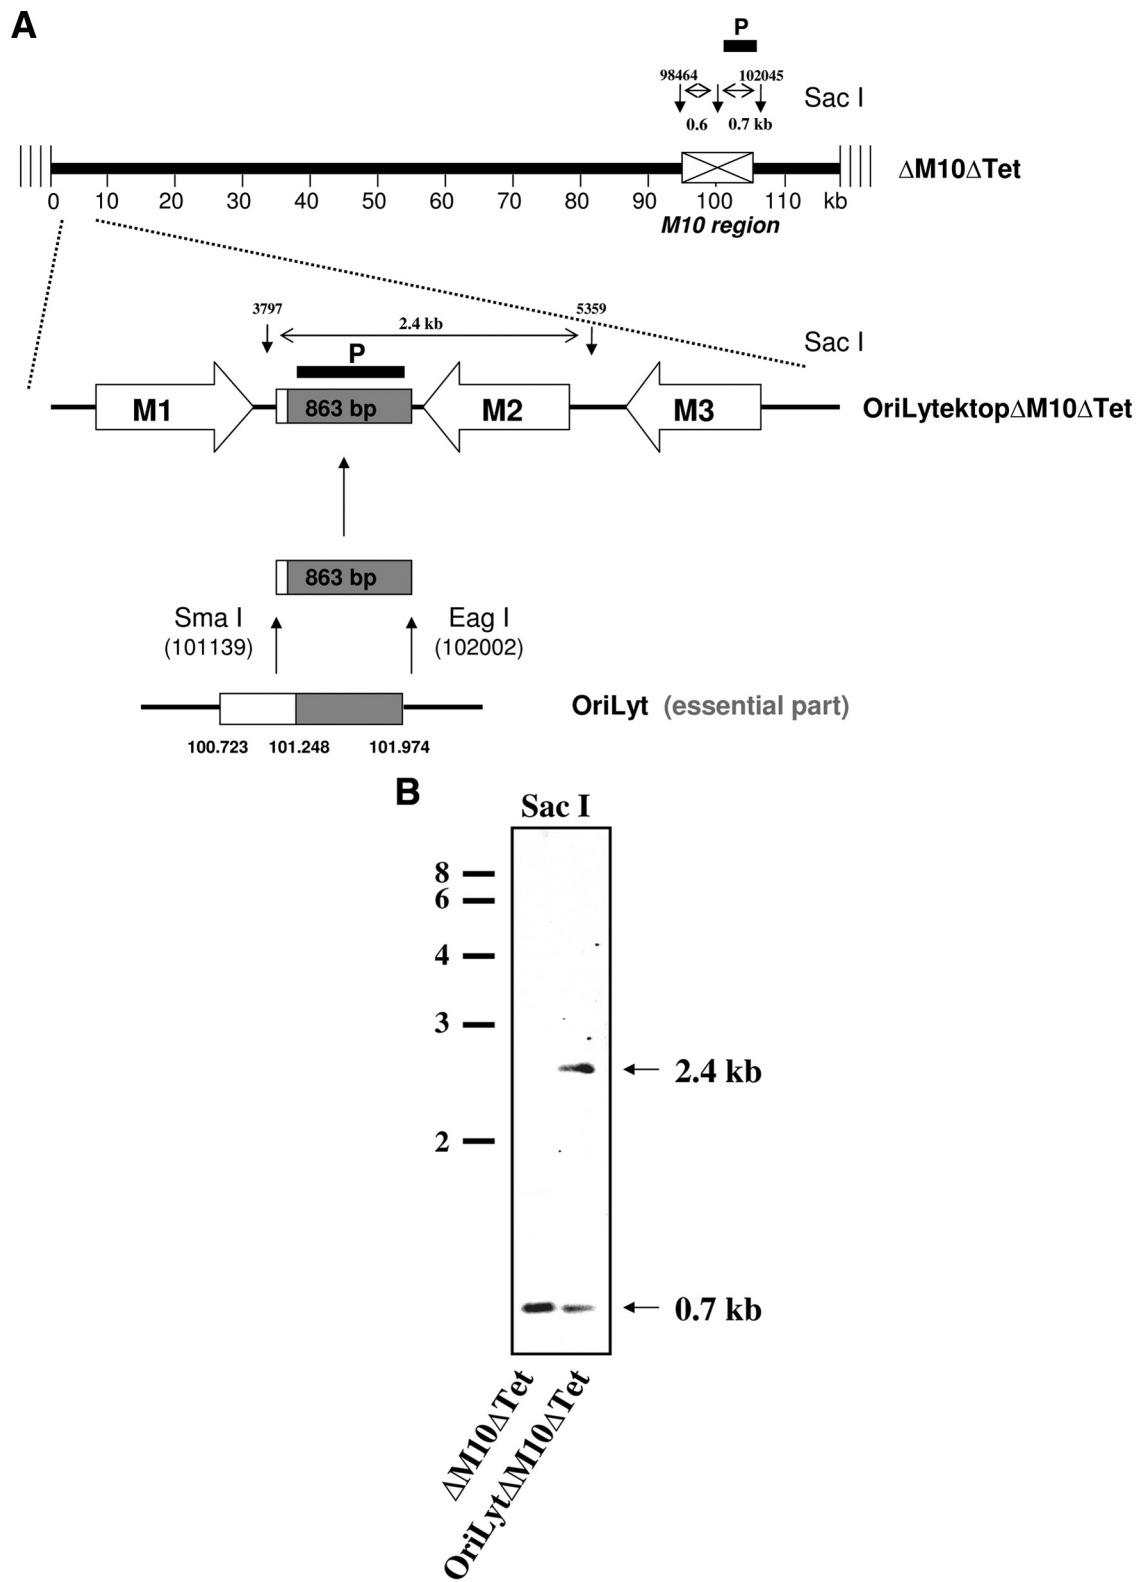 A
P
98464 102045
Sac I
0.6 0.7 kb
ΔM10ΔTet
0 10 20 30 40 50 60 70 80 90 100 110 kb
M10 region
3797 5359
2.4 kb
Sac I
P
M1 863 bp M2 M3 OriLytektopΔM10ΔTet
863 bp
Sma I Eag I
(101139) (102002)
OriLyt (essential part)
100.723 101.248 101.974
B
Sac I
8
6
4
3
2.4 kb
2
0.7 kb
ΔM10ΔTet
OriLytΔM10ΔTet